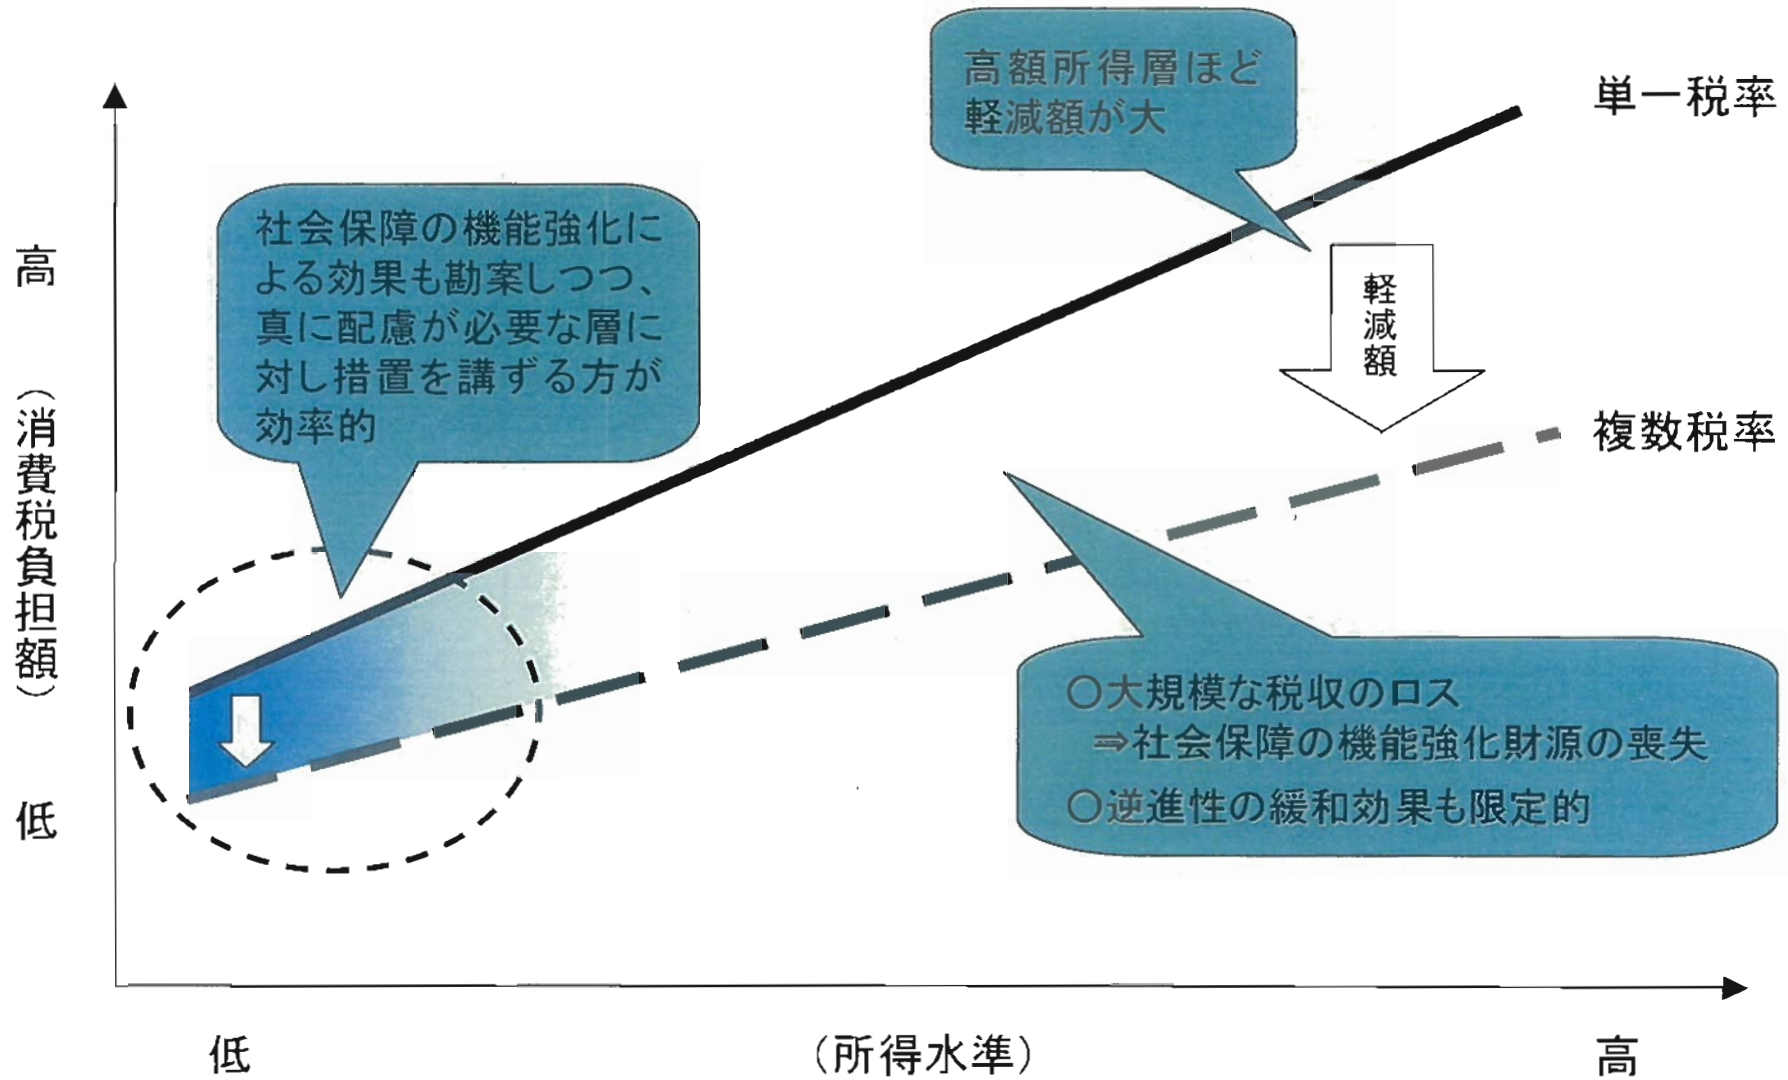 高額所得層ほど
軽減額が大
単一税率
社会保障の機能強化に
よる効果も勘案しつつ、
真に配慮が必要な層に
対し措置を講ずる方が
効率的
高
（消費税負担額）
低
軽減額
複数税率
○大規模な税収のロス
⇒社会保障の機能強化財源の喪失
○逆進性の緩和効果も限定的
低
（所得水準）
高